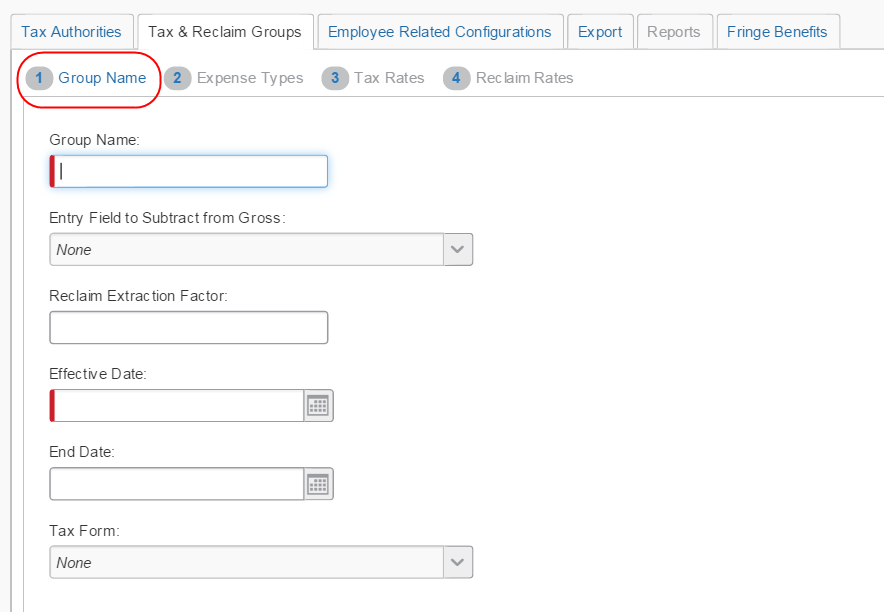 Tax Authorities Tax & Reclaim Groups Employee Related Configurations Export Reports Fringe Benefits
1 Group Name 2 Expense Types 3 Tax Rates 4 Reclaim Rates
Group Name:
Entry Field to Subtract from Gross:
None
Reclaim Extraction Factor:
Effective Date:
End Date:
Tax Form:
None